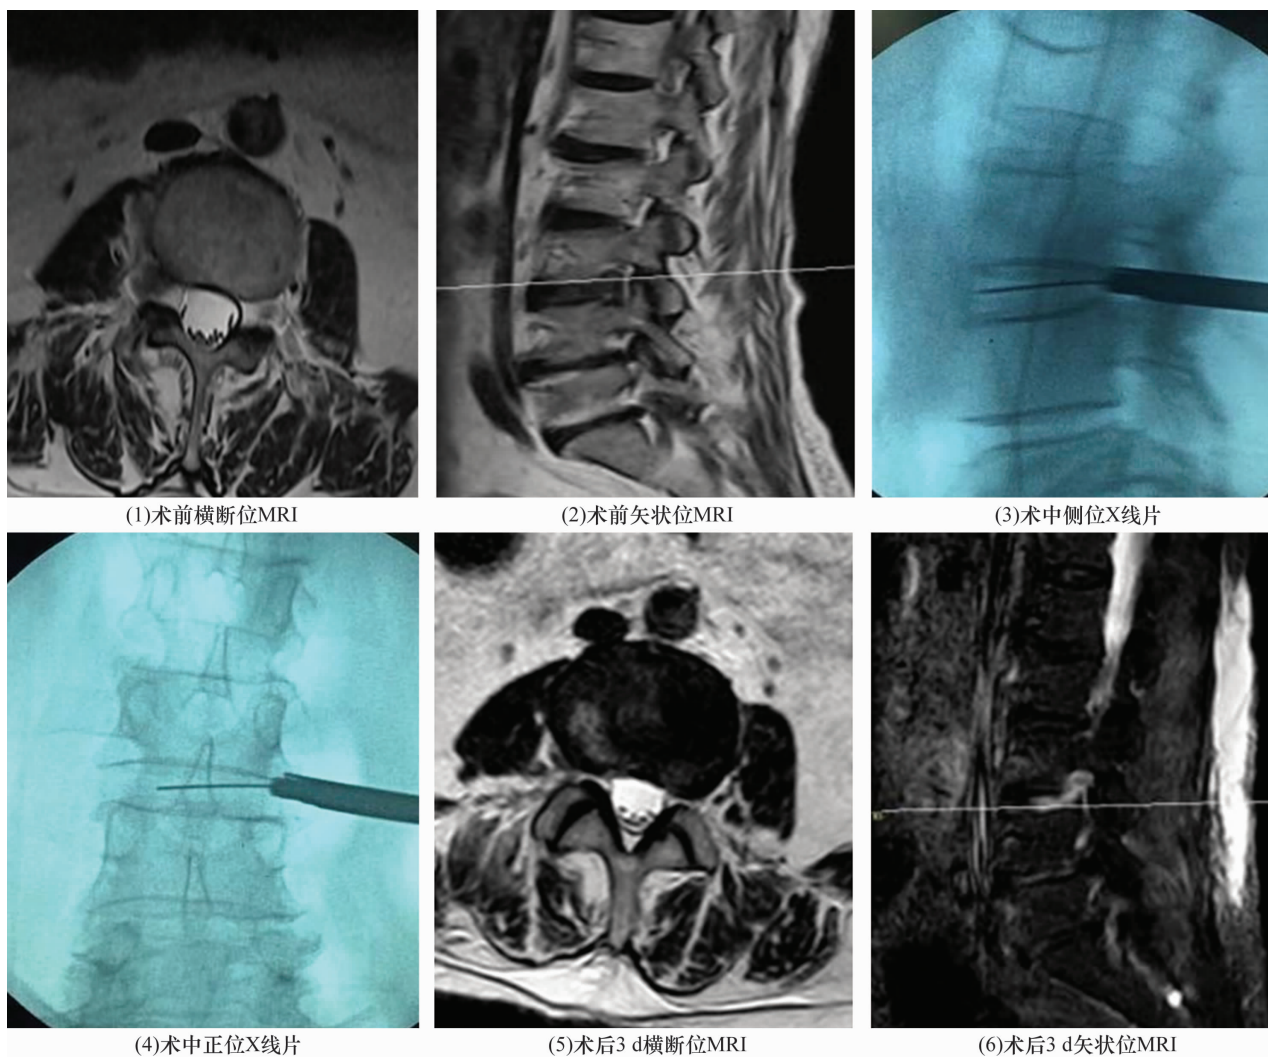 (1)术前横断位MRI
(2)术前矢状位MRI
(3)术中侧位X线片
(4)术中正位X线片
(5)术后3 d横断位MRI
(6)术后3 d矢状位MRI